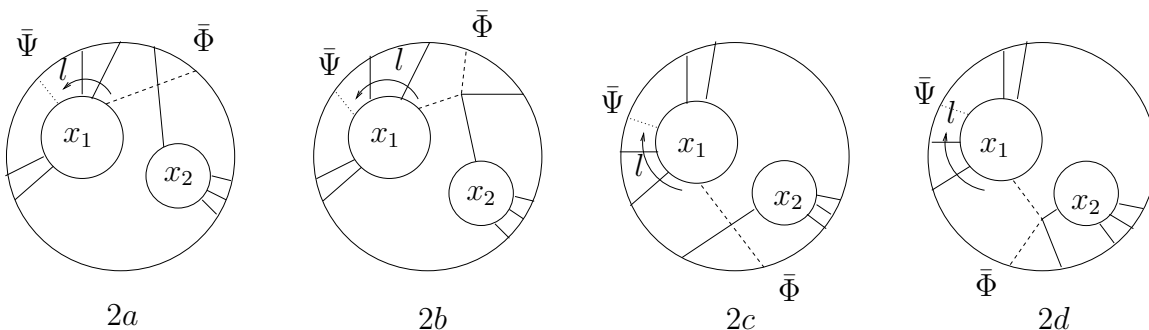 Ψ̄ l Φ̄ x₁ x₂ 2a
Ψ̄ l Φ̄ x₁ x₂ 2b
Ψ̄ l x₁ x₂ Φ̄ 2c
Ψ̄ l x₁ x₂ Φ̄ 2d